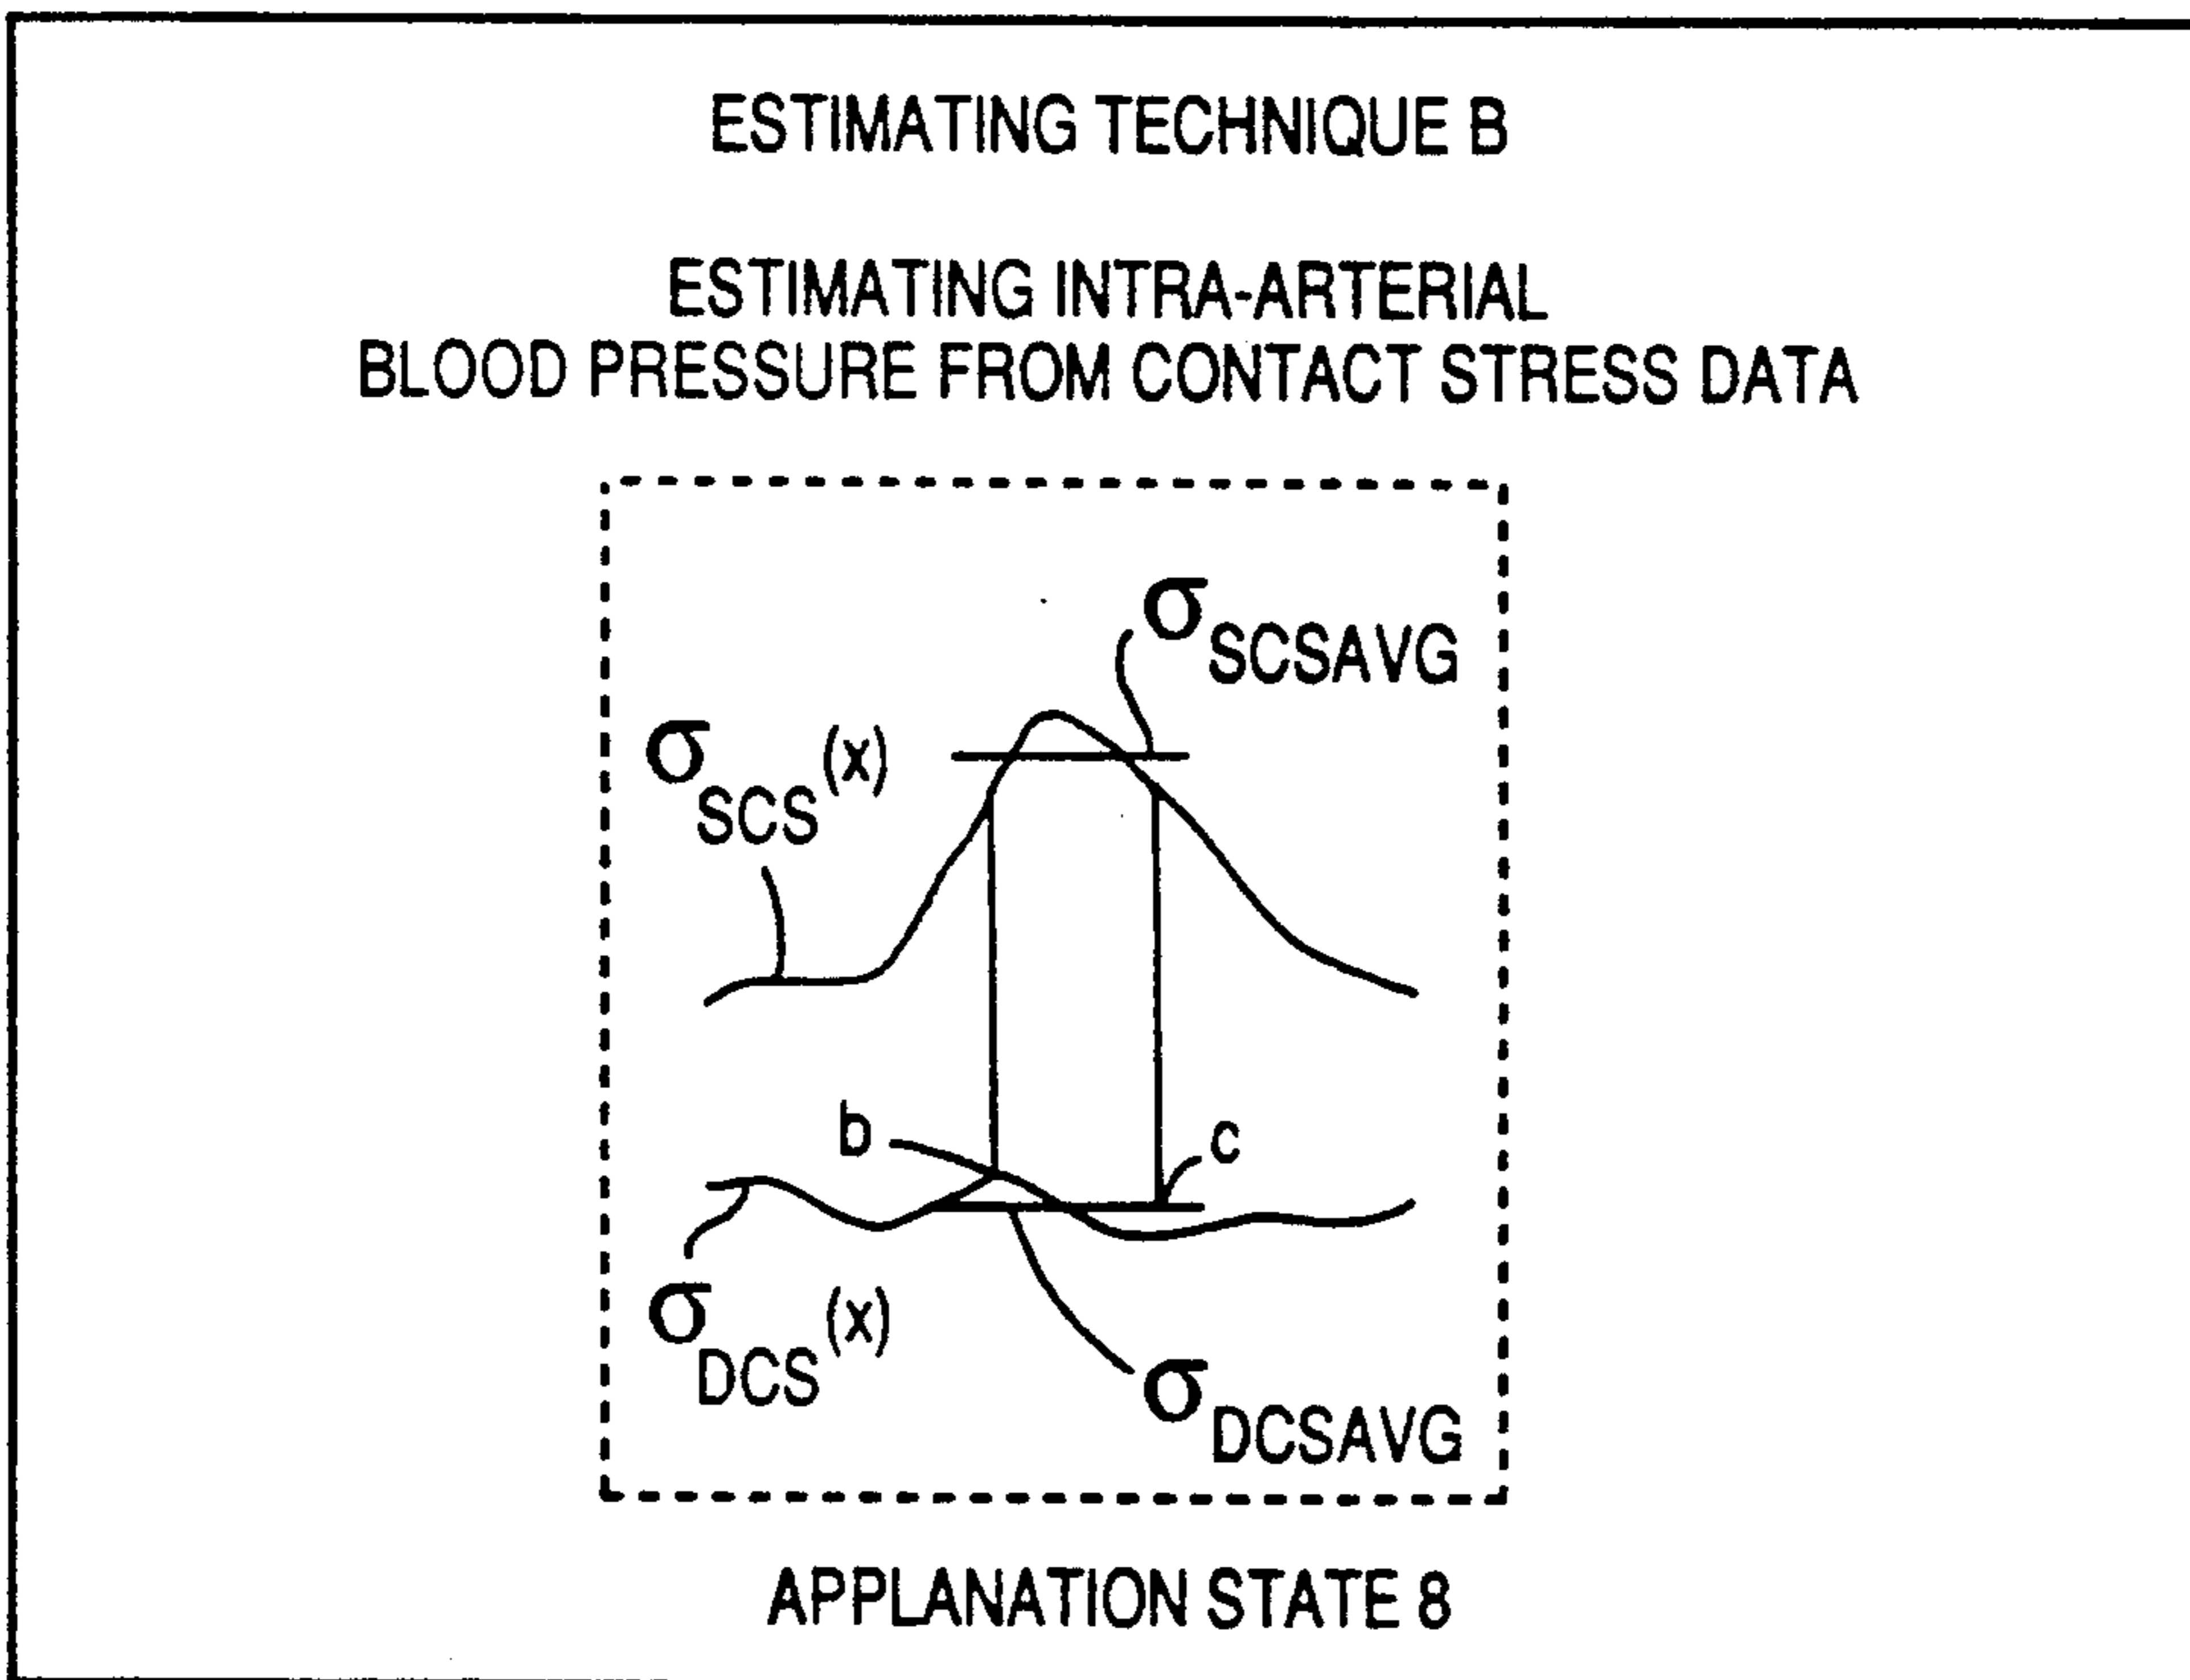 ESTIMATING TECHNIQUE B
ESTIMATING INTRA-ARTERIAL
BLOOD PRESSURE FROM CONTACT STRESS DATA
σSCSAVG
σSCS(x)
b
c
σDCS(x)
σDCSAVG
APPLANATION STATE 8